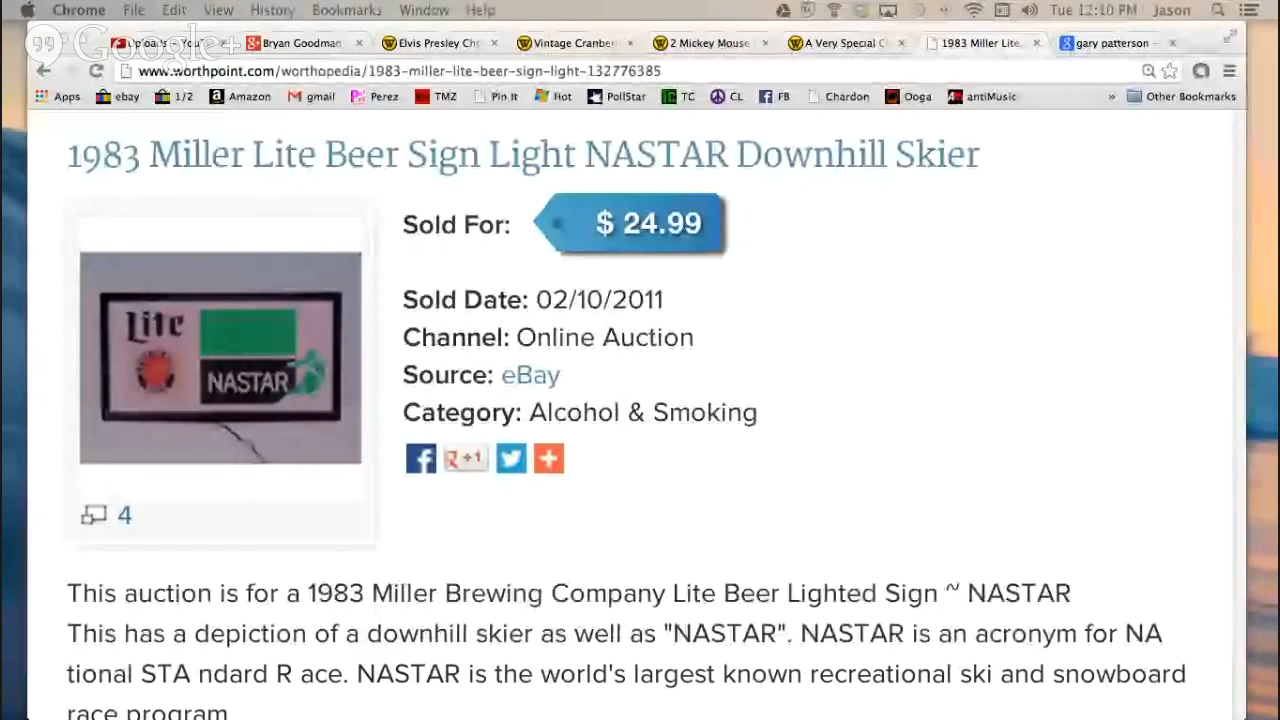 Chrome File Edit View History Bookmarks Window Help Tue 12:10 PM Jason
Google+
Uploads Bryan Goodman Elvis Presley Ch Vintage Cranbe 2 Mickey Mouse A Very Special C 1983 Miller Lite gary patterson -
www.worthpoint.com/worthopedia/1983-miller-lite-beer-sign-light-132776385
Apps ebay 1/2 Amazon gmail Perez TMZ Pin It Hot PollStar TC CL FB Chardon Ooga antiMusic » Other Bookmarks
1983 Miller Lite Beer Sign Light NASTAR Downhill Skier
Sold For: $ 24.99
Lite
NASTAR
Sold Date: 02/10/2011
Channel: Online Auction
Source: eBay
Category: Alcohol & Smoking
+1
4
This auction is for a 1983 Miller Brewing Company Lite Beer Lighted Sign ~ NASTAR
This has a depiction of a downhill skier as well as "NASTAR". NASTAR is an acronym for NA
tional STA ndard R ace. NASTAR is the world's largest known recreational ski and snowboard
race program